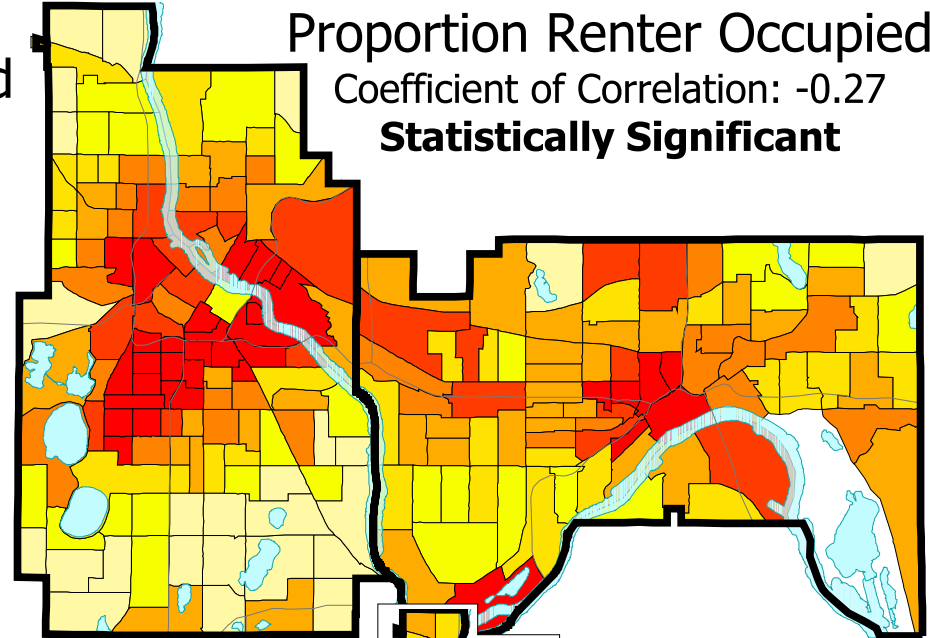 Proportion Renter Occupied
d
Coefficient of Correlation: -0.27
Statistically Significant